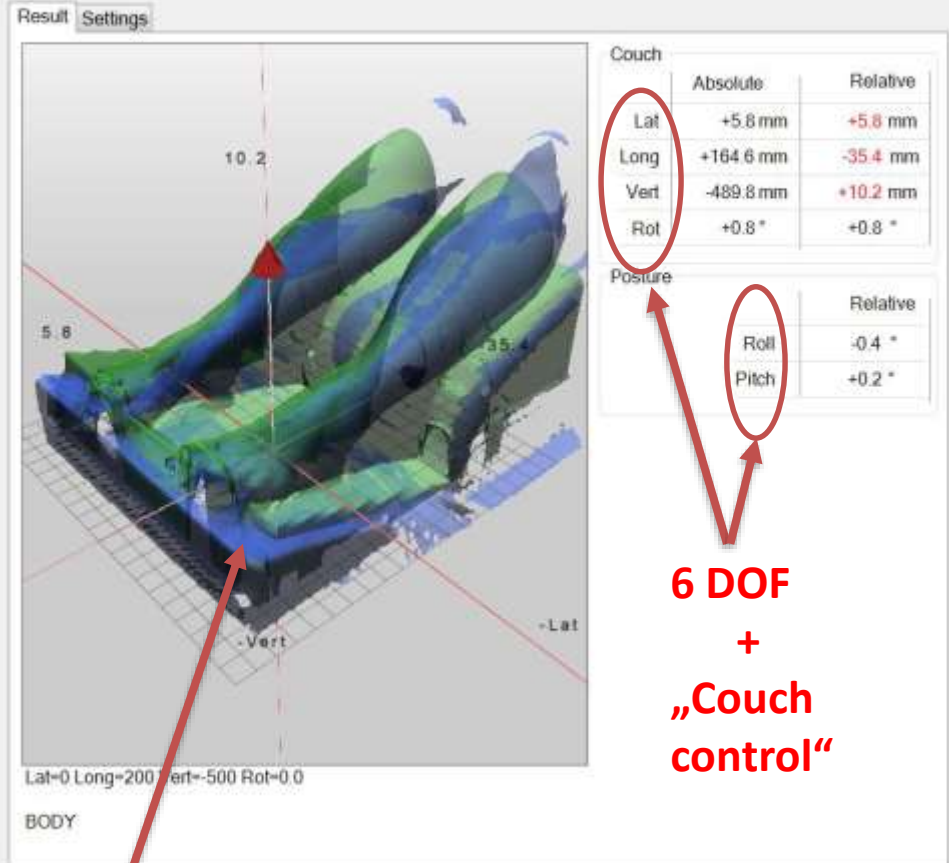 Result Settings
Couch
Absolute Relative
Lat +5.8 mm +5.8 mm
Long +164.6 mm -35.4 mm
Vert -489.8 mm +10.2 mm
Rot +0.8 ° +0.8 °
Posture
Relative
Roll -0.4 °
Pitch +0.2 °
10.2
5.8
35.4
-Lat
-Vert
6 DOF
+
„Couch
control“
Lat=0 Long=200 Vert=-500 Rot=0.0
BODY